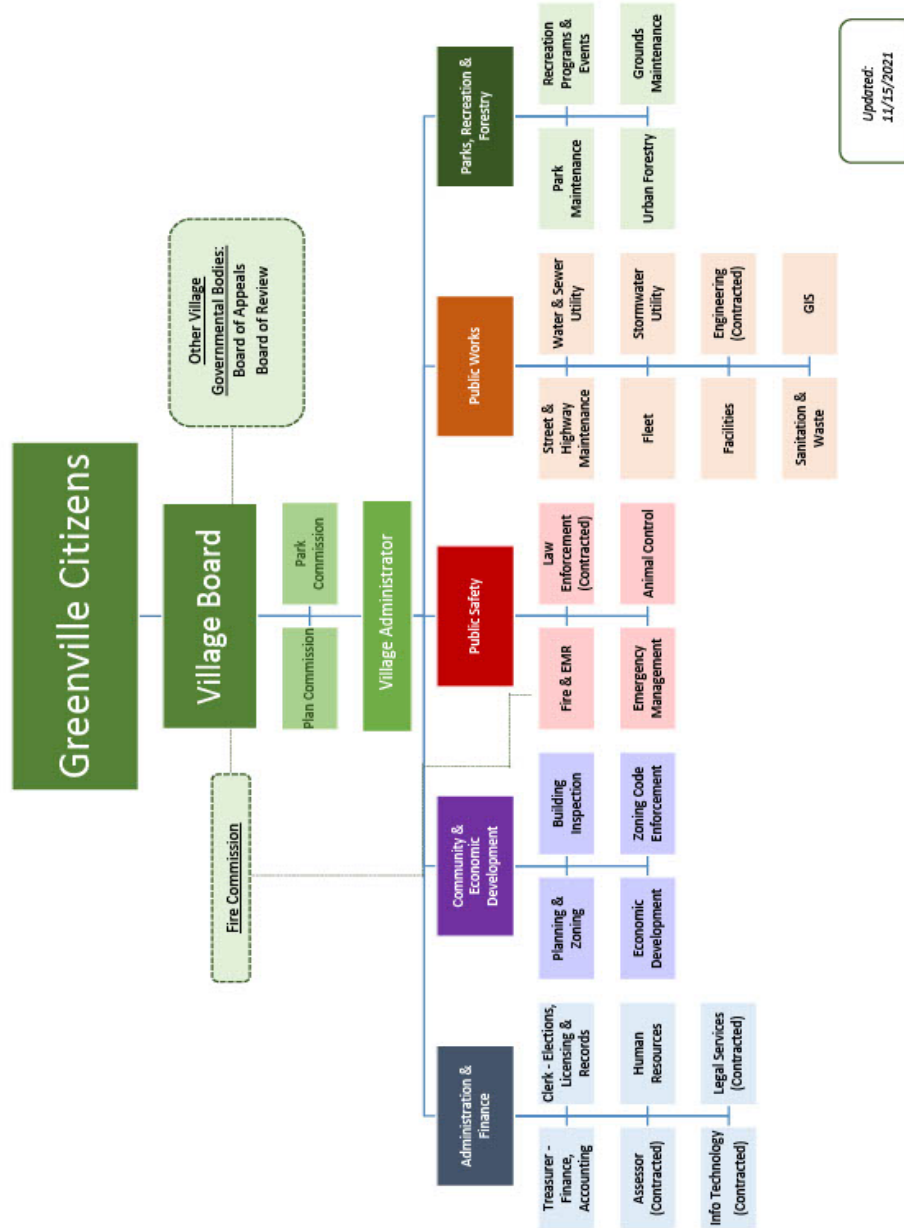 Greenville Citizens
Village Board
Other Village
Governmental Bodies:
Board of Appeals
Board of Review
Fire Commission
Plan Commission
Park
Commission
Village Administrator
Administration &
Finance
Treasurer -
Finance,
Accounting
Clerk - Elections,
Licensing &
Records
Assessor
(Contracted)
Human
Resources
Info Technology
(Contracted)
Legal Services
(Contracted)
Community &
Economic
Development
Planning &
Zoning
Building
Inspection
Economic
Development
Zoning Code
Enforcement
Public Safety
Fire & EMR
Law
Enforcement
(Contracted)
Emergency
Management
Animal Control
Public Works
Street &
Highway
Maintenance
Water & Sewer
Utility
Fleet
Stormwater
Utility
Facilities
Engineering
(Contracted)
Sanitation &
Waste
GIS
Parks, Recreation &
Forestry
Park
Maintenance
Recreation
Programs &
Events
Urban Forestry
Grounds
Maintenance
Updated:
11/15/2021